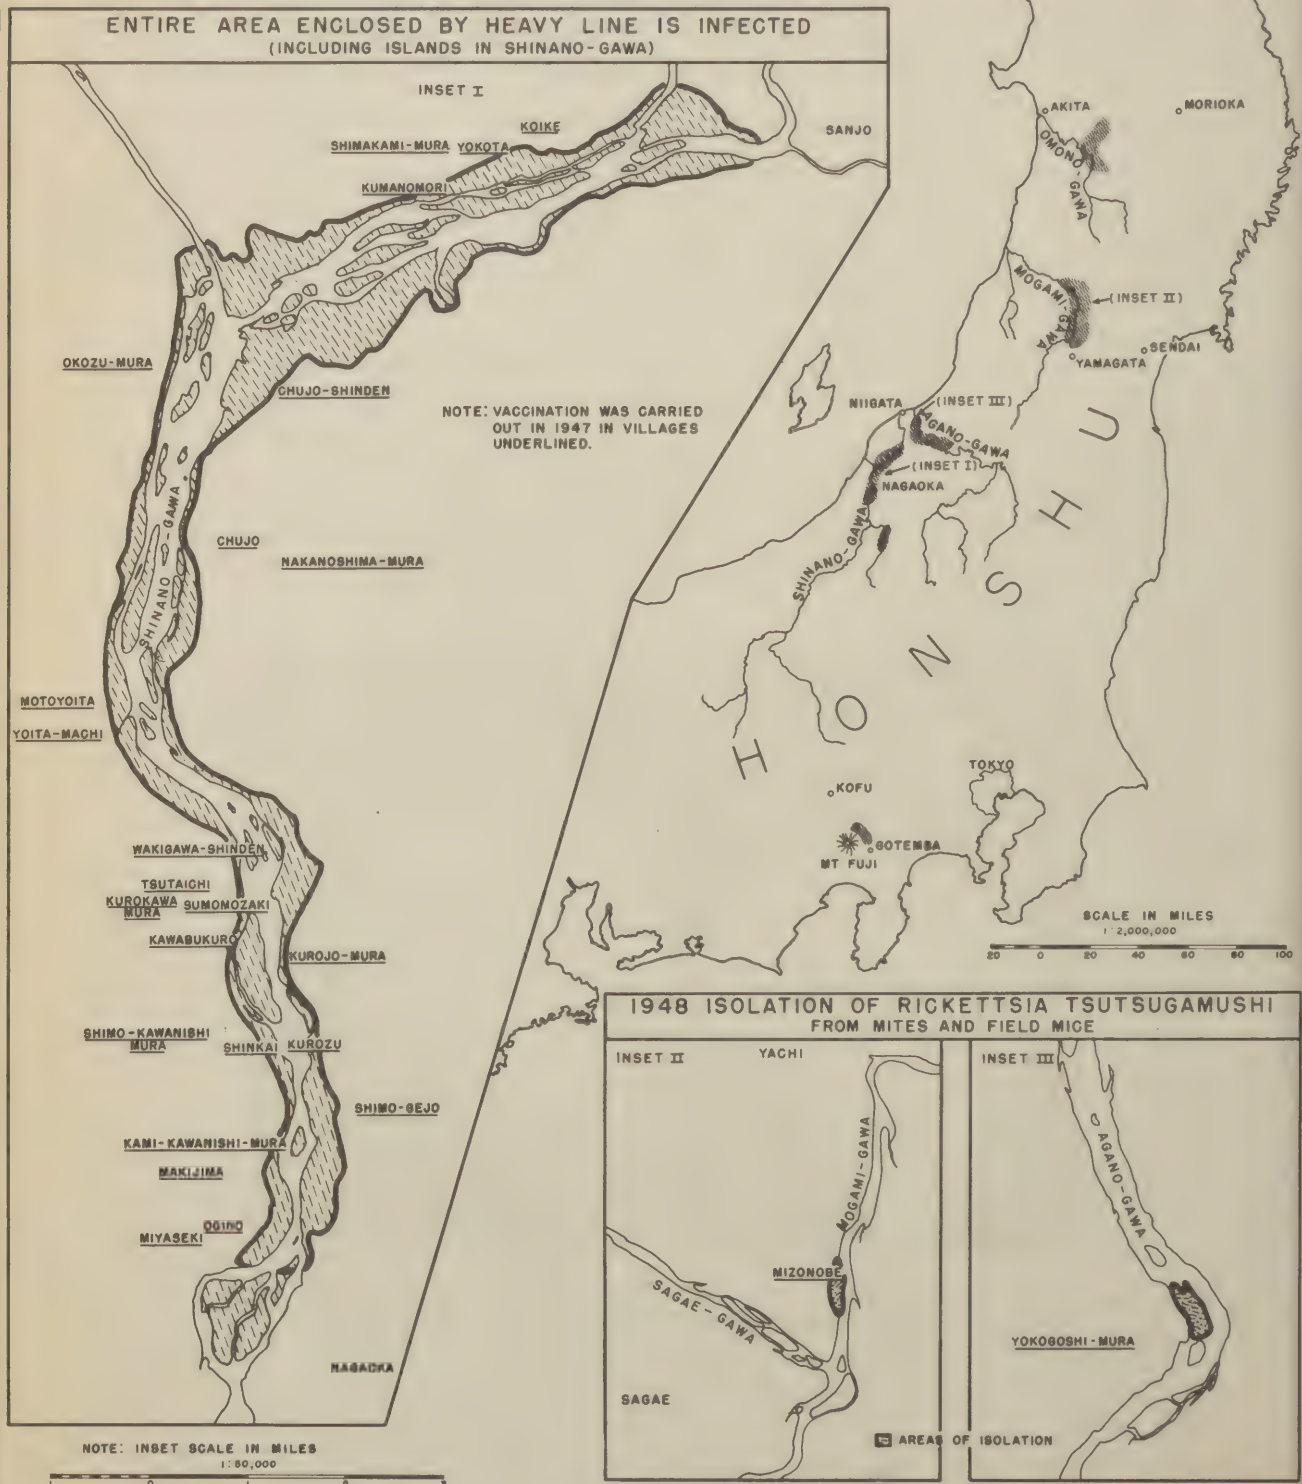 ENTIRE AREA ENCLOSED BY HEAVY LINE IS INFECTED
(INCLUDING ISLANDS IN SHINANO-GAWA)
INSET I
KOIKE
SHIMAKAMI-MURA YOKOTA
SANJO
KUMANOMORI
OKOZU-MURA
CHUJO-SHINDEN
NOTE: VACCINATION WAS CARRIED
OUT IN 1947 IN VILLAGES
UNDERLINED.
SHINANO-GAWA
CHUJO
NAKANOSHIMA-MURA
MOTOYOITA
YOITA-MACHI
WAKIGAWA-SHINDEN
TSUTAICHI
KUROKAWA
MURA
SUMOMOZAKI
KAWABUKURO
KUROJO-MURA
SHIMO-KAWANISHI
MURA
SHINKAI
KUROZU
SHIMO-GEJO
KAMI-KAWANISHI-MURA
MAKIJIMA
OGINO
MIYASEKI
NAGAOKA
NOTE: INSET SCALE IN MILES
1:50,000
AKITA
MORIOKA
OMONO-GAWA
MOGAMI-GAWA
(INSET II)
SENDAI
YAMAGATA
NIIGATA
(INSET III)
AGANO-GAWA
(INSET I)
NAGAOKA
SHINANO-GAWA
HONSHU
TOKYO
KOFU
GOTEMBA
MT FUJI
SCALE IN MILES
1:2,000,000
20 0 20 40 60 80 100
1948 ISOLATION OF RICKETTSIA TSUTSUGAMUSHI
FROM MITES AND FIELD MICE
INSET II
YACHI
MOGAMI-GAWA
MIZONOBE
SAGAE-GAWA
SAGAE
INSET III
AGANO-GAWA
YOKOGOSHI-MURA
AREAS OF ISOLATION